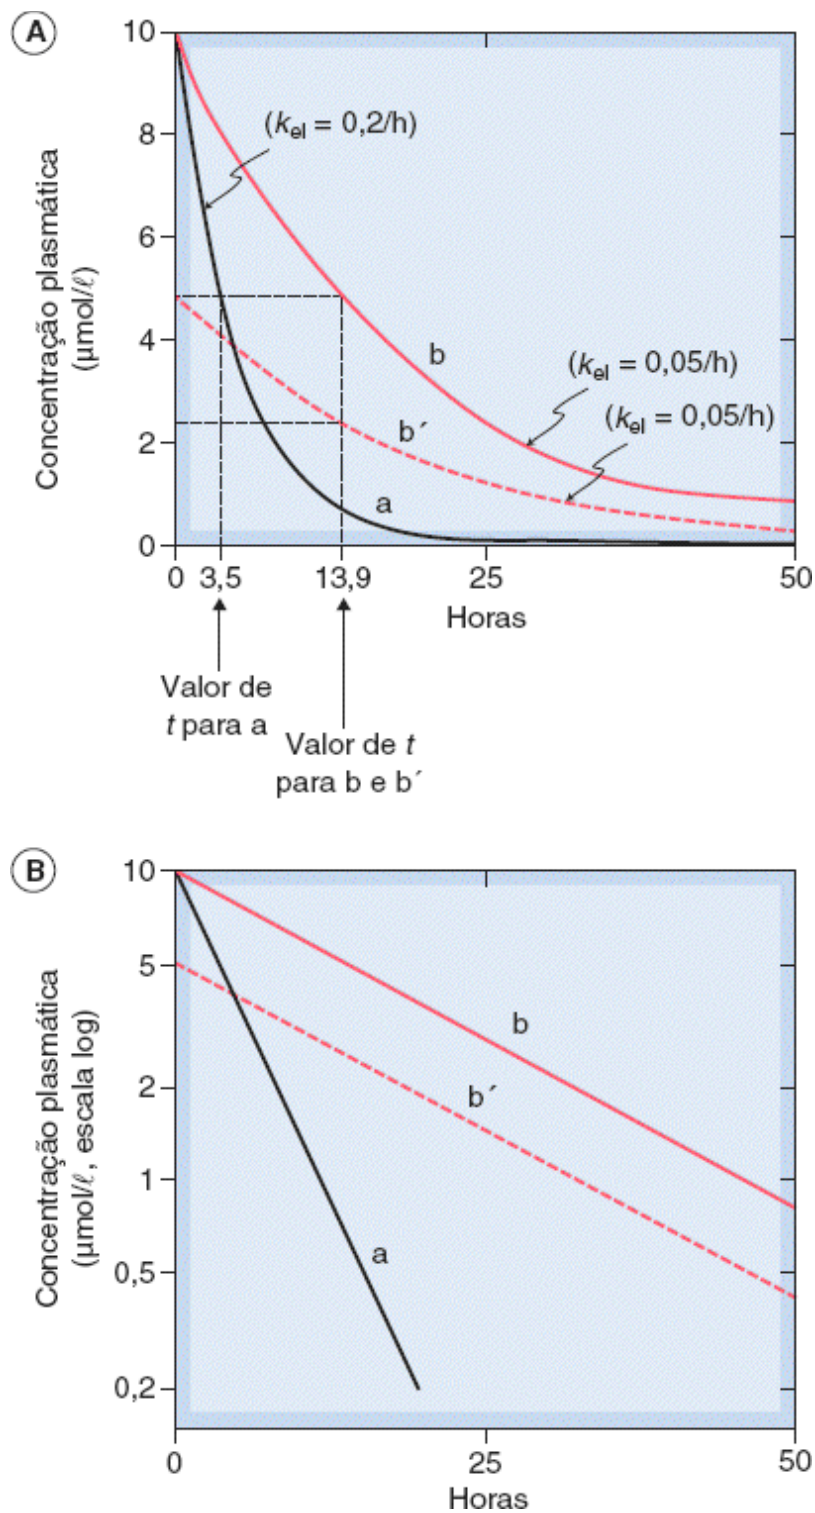 A
10
8
6
4
2
0
Concentração plasmática
(µmol/ℓ)
(kel = 0,2/h)
b
(kel = 0,05/h)
(kel = 0,05/h)
b´
a
0 3,5 13,9 25 50
Horas
Valor de
t para a
Valor de t
para b e b´
B
10
5
2
1
0,5
0,2
Concentração plasmática
(µmol/ℓ, escala log)
b
b´
a
0 25 50
Horas